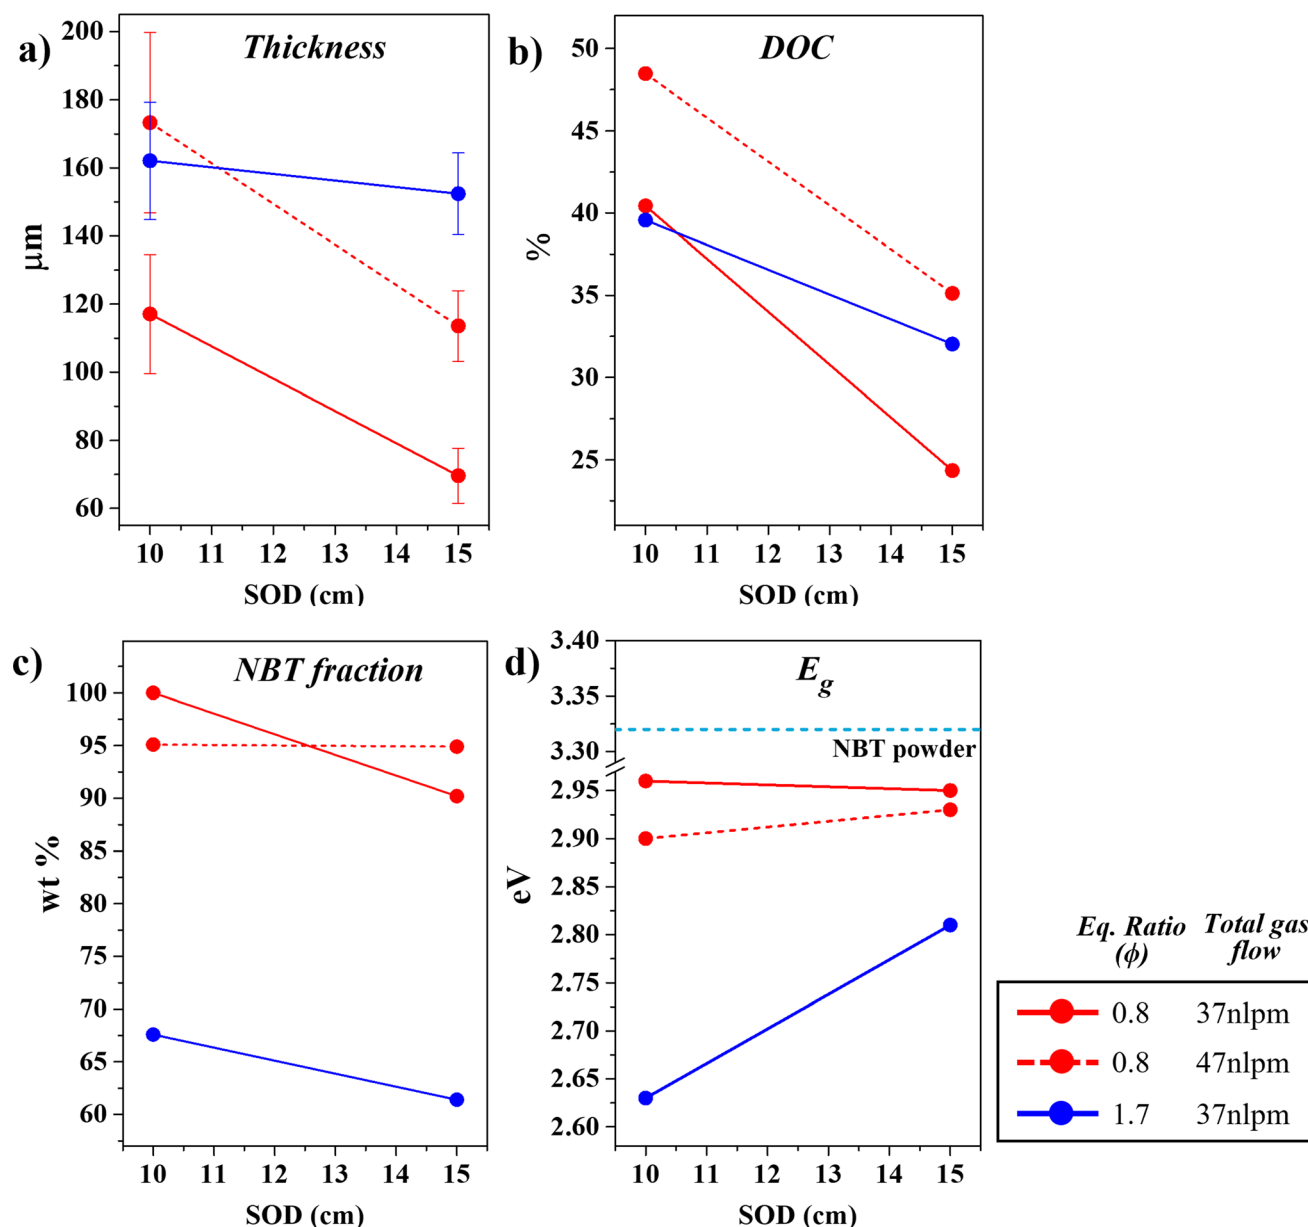 a)
Thickness
200
180
160
140
120
100
80
60
μm
10 11 12 13 14 15
SOD (cm)
b)
DOC
50
45
40
35
30
25
%
10 11 12 13 14 15
SOD (cm)
c)
NBT fraction
100
95
90
85
80
75
70
65
60
wt %
10 11 12 13 14 15
SOD (cm)
d)
Eg
3.40
3.35
3.30
2.95
2.90
2.85
2.80
2.75
2.70
2.65
2.60
eV
NBT powder
10 11 12 13 14 15
SOD (cm)
Eq. Ratio Total gas
(ϕ) flow
0.8 37nlpm
0.8 47nlpm
1.7 37nlpm